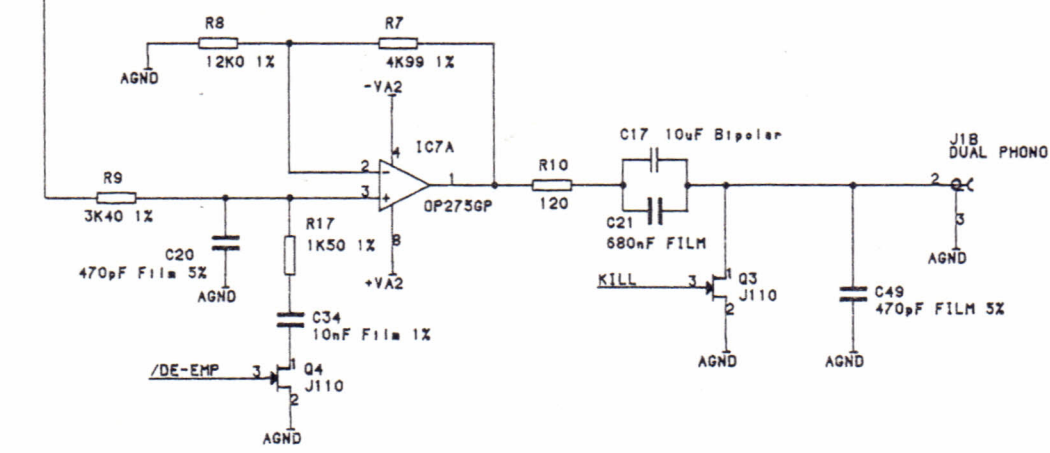 R8
R7
12K0 1%
4K99 1%
AGND
-VA2
4
IC7A
2
-
1
3
+
OP275GP
8
+VA2
R9
3K40 1%
R17
1K50 1%
C20
470pF Film 5%
AGND
C34
10nF Film 1%
/DE-EMP
3
1
Q4
J110
2
AGND
R10
120
C17 10uF Bipolar
C21
680nF FILM
J1B
DUAL PHONO
2
3
AGND
KILL
3
1
Q3
J110
2
AGND
C49
470pF FILM 5%
AGND